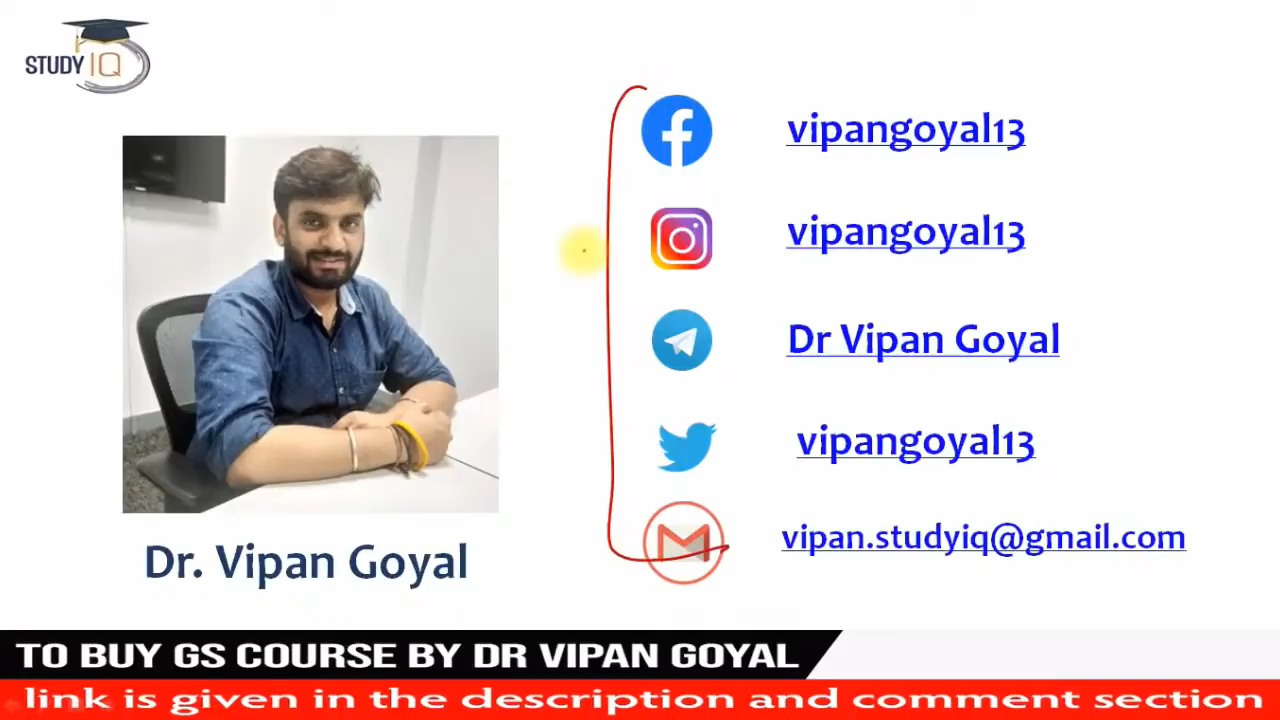 STUDY IQ
vipangoyal13
vipangoyal13
Dr Vipan Goyal
vipangoyal13
vipan.studyiq@gmail.com
Dr. Vipan Goyal
TO BUY GS COURSE BY DR VIPAN GOYAL
link is given in the description and comment section